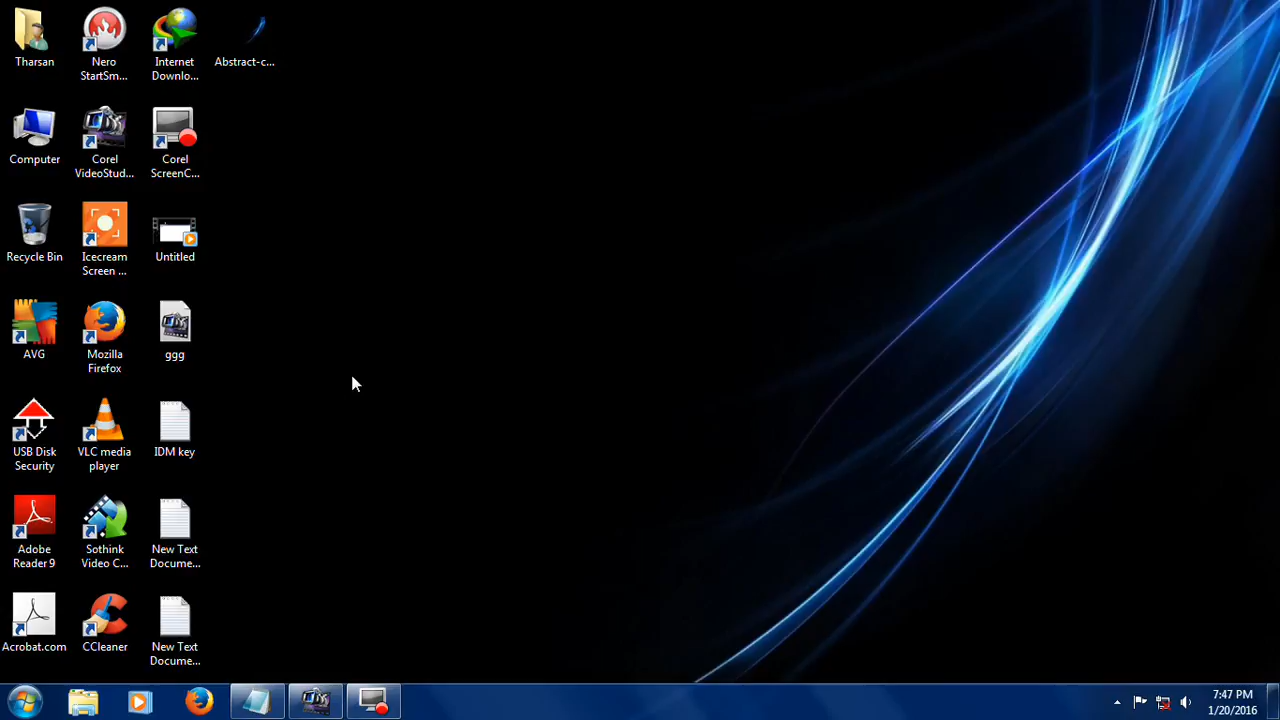 Tharsan
Nero
StartSm...
Internet
Downlo...
Abstract-c...
Computer
Corel
VideoStud...
Corel
ScreenC...
Recycle Bin
Icecream
Screen ...
Untitled
AVG
Mozilla
Firefox
ggg
USB Disk
Security
VLC media
player
IDM key
Adobe
Reader 9
Sothink
Video C...
New Text
Docume...
Acrobat.com
CCleaner
New Text
Docume...
7:47 PM
1/20/2016